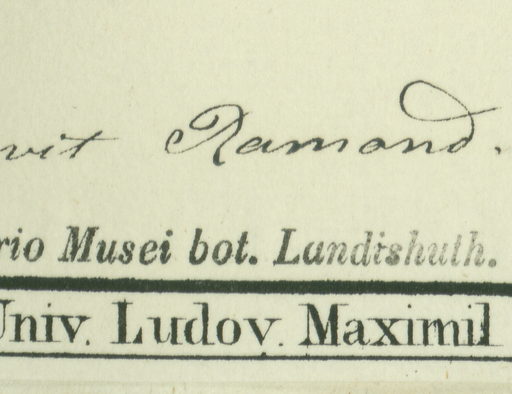 vit Ramond.
rio Musei bot. Landishuth.
Univ. Ludov. Maximil